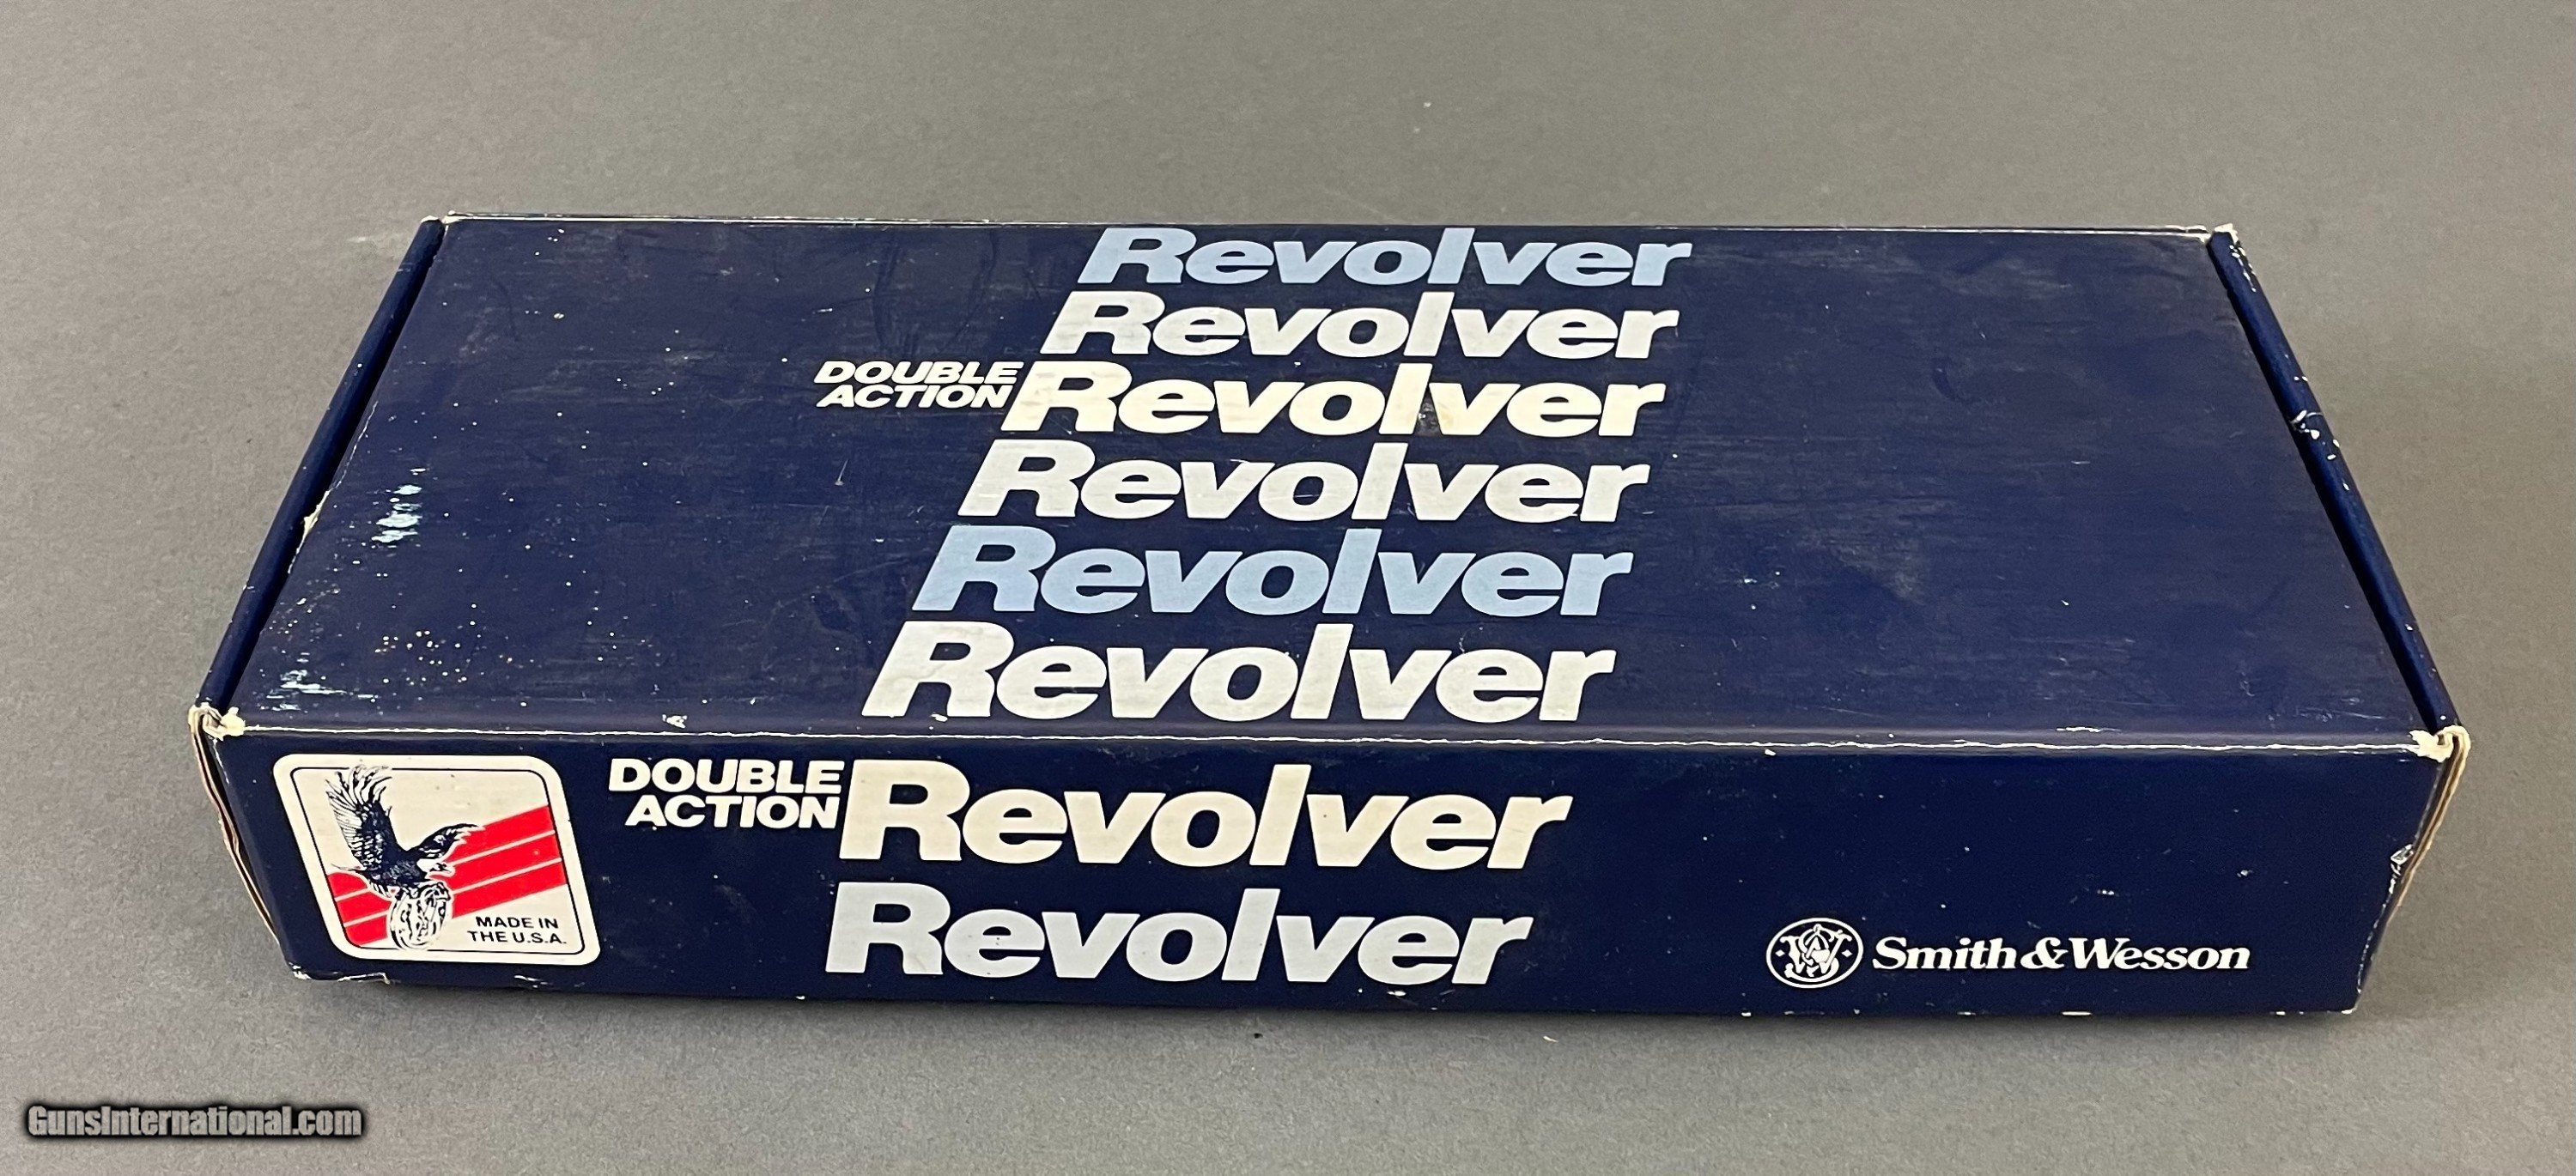 Revolver
Revolver
DOUBLE
ACTION
Revolver
Revolver
Revolver
Revolver
DOUBLE
ACTION
Revolver
Revolver
MADE IN
THE U.S.A.
SW
Smith & Wesson
GunsInternational.com